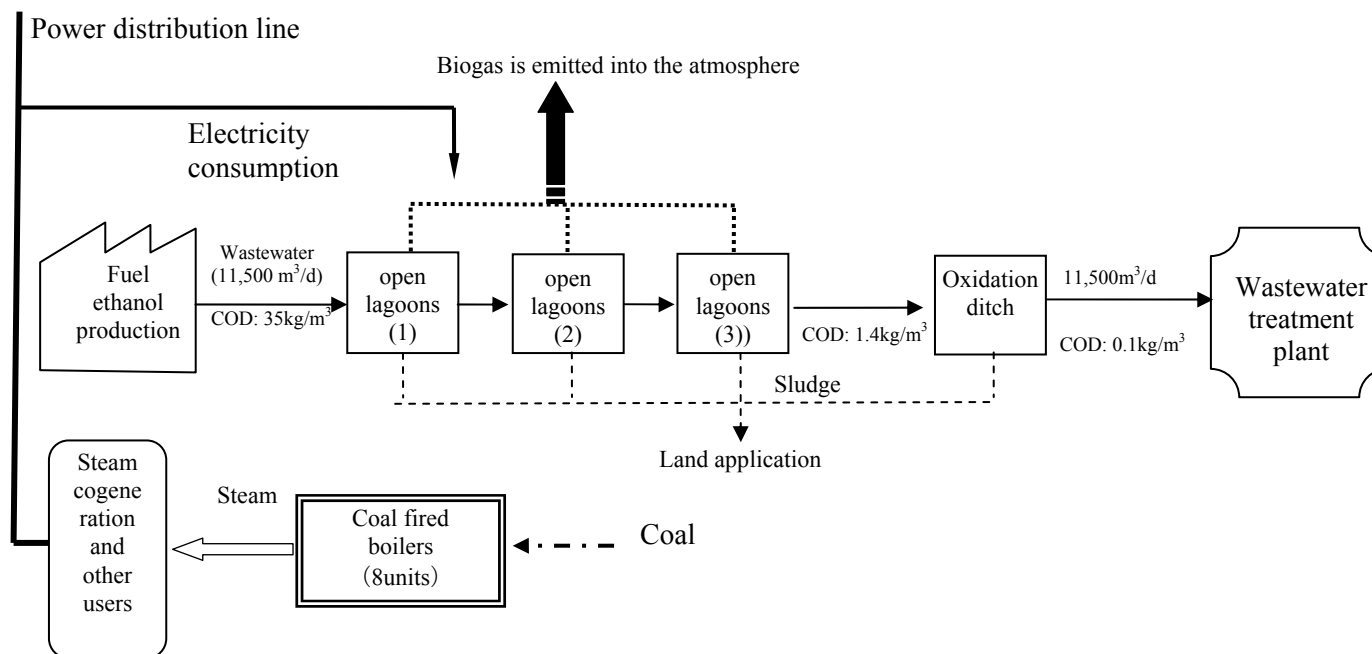 Power distribution line
Biogas is emitted into the atmosphere
Electricity
consumption
Fuel
ethanol
production
Wastewater
(11,500 m³/d)
COD: 35kg/m³
open
lagoons
(1)
open
lagoons
(2)
open
lagoons
(3))
COD: 1.4kg/m³
Oxidation
ditch
11,500m³/d
COD: 0.1kg/m³
Wastewater
treatment
plant
Sludge
Land application
Steam
cogene
ration
and
other
users
Steam
Coal fired
boilers
（8units）
Coal